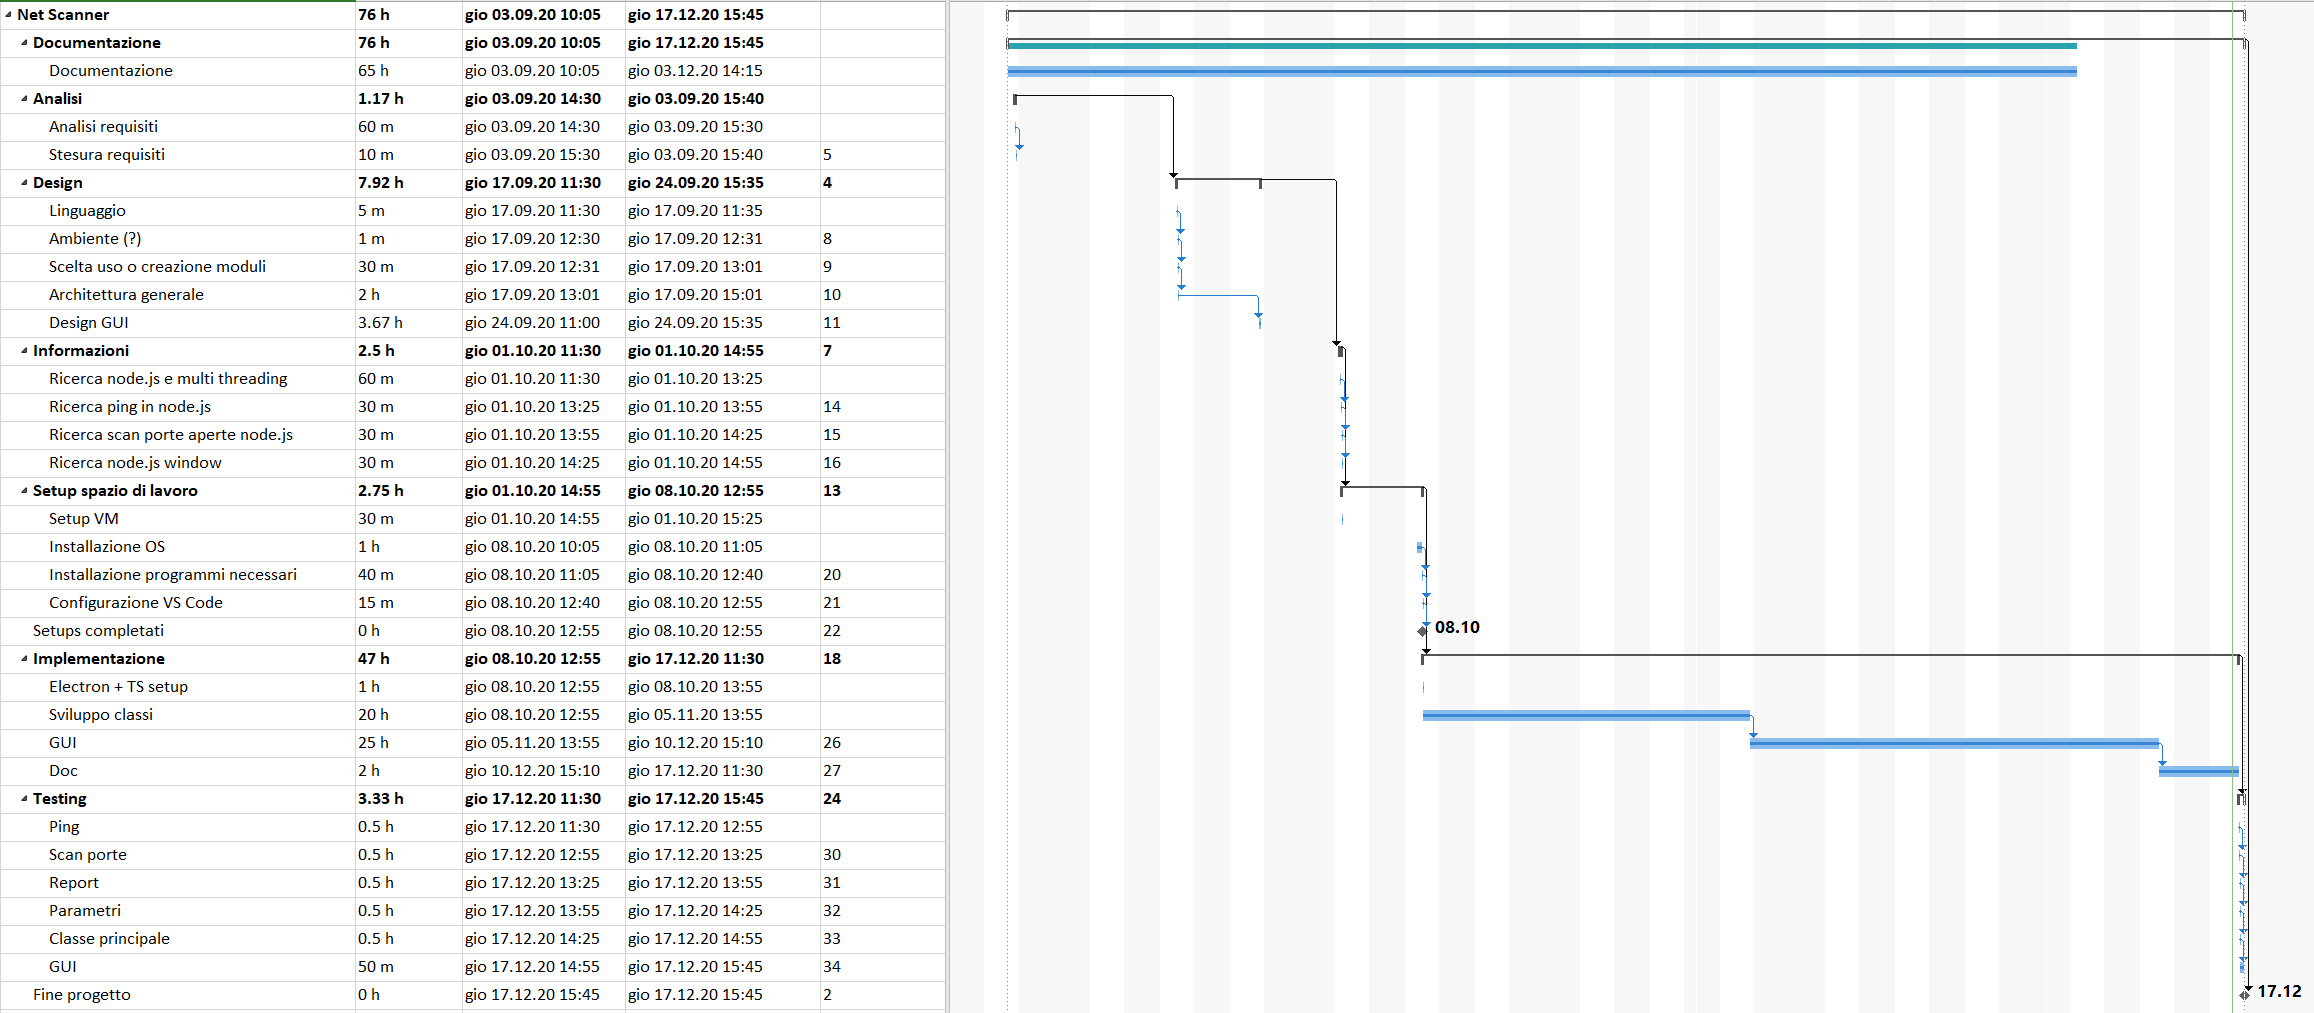 Net Scanner 76 h gio 03.09.20 10:05 gio 17.12.20 15:45
Documentazione 76 h gio 03.09.20 10:05 gio 17.12.20 15:45
Documentazione 65 h gio 03.09.20 10:05 gio 03.12.20 14:15
Analisi 1.17 h gio 03.09.20 14:30 gio 03.09.20 15:40
Analisi requisiti 60 m gio 03.09.20 14:30 gio 03.09.20 15:30
Stesura requisiti 10 m gio 03.09.20 15:30 gio 03.09.20 15:40 5
Design 7.92 h gio 17.09.20 11:30 gio 24.09.20 15:35 4
Linguaggio 5 m gio 17.09.20 11:30 gio 17.09.20 11:35
Ambiente (?) 1 m gio 17.09.20 12:30 gio 17.09.20 12:31 8
Scelta uso o creazione moduli 30 m gio 17.09.20 12:31 gio 17.09.20 13:01 9
Architettura generale 2 h gio 17.09.20 13:01 gio 17.09.20 15:01 10
Design GUI 3.67 h gio 24.09.20 11:00 gio 24.09.20 15:35 11
Informazioni 2.5 h gio 01.10.20 11:30 gio 01.10.20 14:55 7
Ricerca node.js e multi threading 60 m gio 01.10.20 11:30 gio 01.10.20 13:25
Ricerca ping in node.js 30 m gio 01.10.20 13:25 gio 01.10.20 13:55 14
Ricerca scan porte aperte node.js 30 m gio 01.10.20 13:55 gio 01.10.20 14:25 15
Ricerca node.js window 30 m gio 01.10.20 14:25 gio 01.10.20 14:55 16
Setup spazio di lavoro 2.75 h gio 01.10.20 14:55 gio 08.10.20 12:55 13
Setup VM 30 m gio 01.10.20 14:55 gio 01.10.20 15:25
Installazione OS 1 h gio 08.10.20 10:05 gio 08.10.20 11:05
Installazione programmi necessari 40 m gio 08.10.20 11:05 gio 08.10.20 12:40 20
Configurazione VS Code 15 m gio 08.10.20 12:40 gio 08.10.20 12:55 21
Setups completati 0 h gio 08.10.20 12:55 gio 08.10.20 12:55 22 08.10
Implementazione 47 h gio 08.10.20 12:55 gio 17.12.20 11:30 18
Electron + TS setup 1 h gio 08.10.20 12:55 gio 08.10.20 13:55
Sviluppo classi 20 h gio 08.10.20 12:55 gio 05.11.20 13:55
GUI 25 h gio 05.11.20 13:55 gio 10.12.20 15:10 26
Doc 2 h gio 10.12.20 15:10 gio 17.12.20 11:30 27
Testing 3.33 h gio 17.12.20 11:30 gio 17.12.20 15:45 24
Ping 0.5 h gio 17.12.20 11:30 gio 17.12.20 12:55
Scan porte 0.5 h gio 17.12.20 12:55 gio 17.12.20 13:25 30
Report 0.5 h gio 17.12.20 13:25 gio 17.12.20 13:55 31
Parametri 0.5 h gio 17.12.20 13:55 gio 17.12.20 14:25 32
Classe principale 0.5 h gio 17.12.20 14:25 gio 17.12.20 14:55 33
GUI 50 m gio 17.12.20 14:55 gio 17.12.20 15:45 34
Fine progetto 0 h gio 17.12.20 15:45 gio 17.12.20 15:45 2 17.12